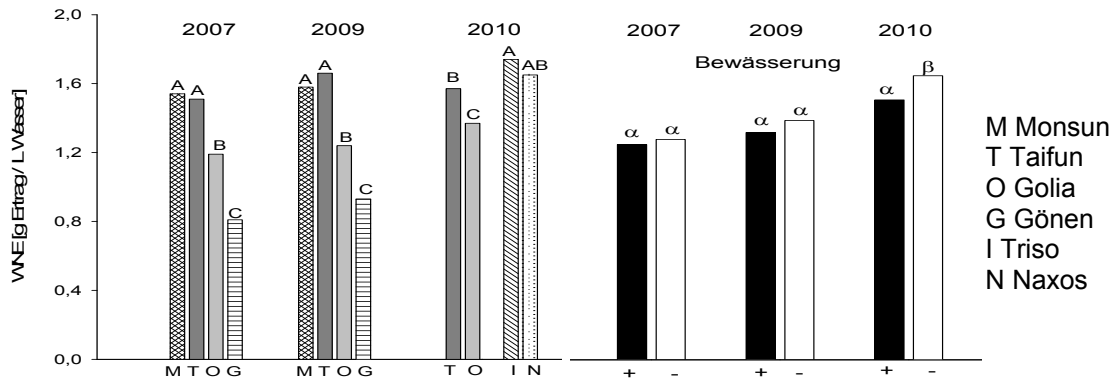 2007 2009 2010 2007 2009 2010
Bewässerung
WNE [g Ertrag / L Wasser]
2,0
1,6
1,2
0,8
0,4
0,0
A A B C
A A B C
B C A AB
α α
α α
α β
M T O G
M T O G
T O I N
+ -
+ -
+ -
M Monsun
T Taifun
O Golia
G Gönen
I Triso
N Naxos